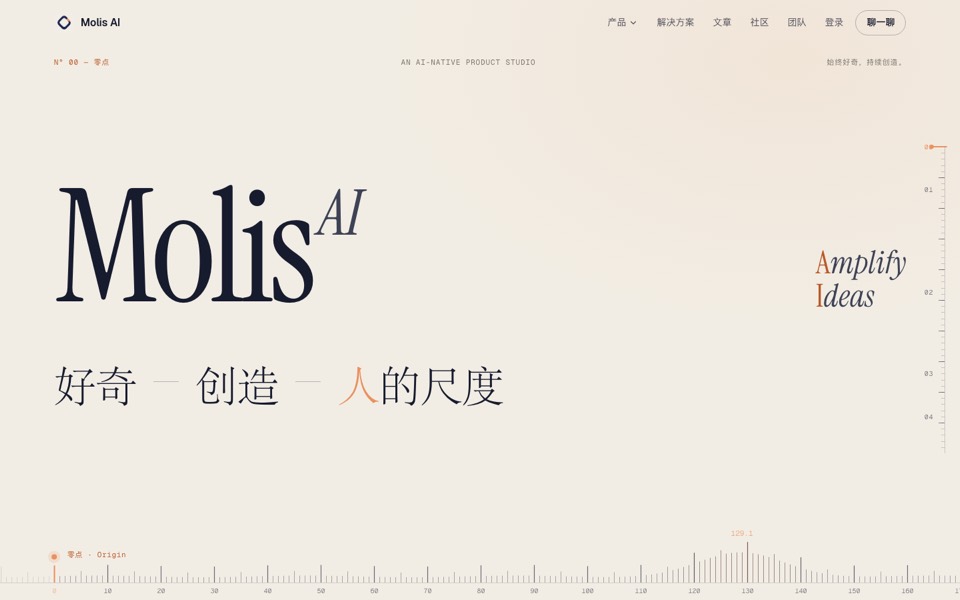 Molis AI
产品 解决方案 文章 社区 团队 登录 聊一聊
N° 00 — 零点
AN AI-NATIVE PRODUCT STUDIO
始终好奇，持续创造。
Molis AI
Amplify
Ideas
好奇 — 创造 — 人的尺度
01
02
03
04
129.1
零点 · Origin
0 10 20 30 40 50 60 70 80 90 100 110 120 130 140 150 160